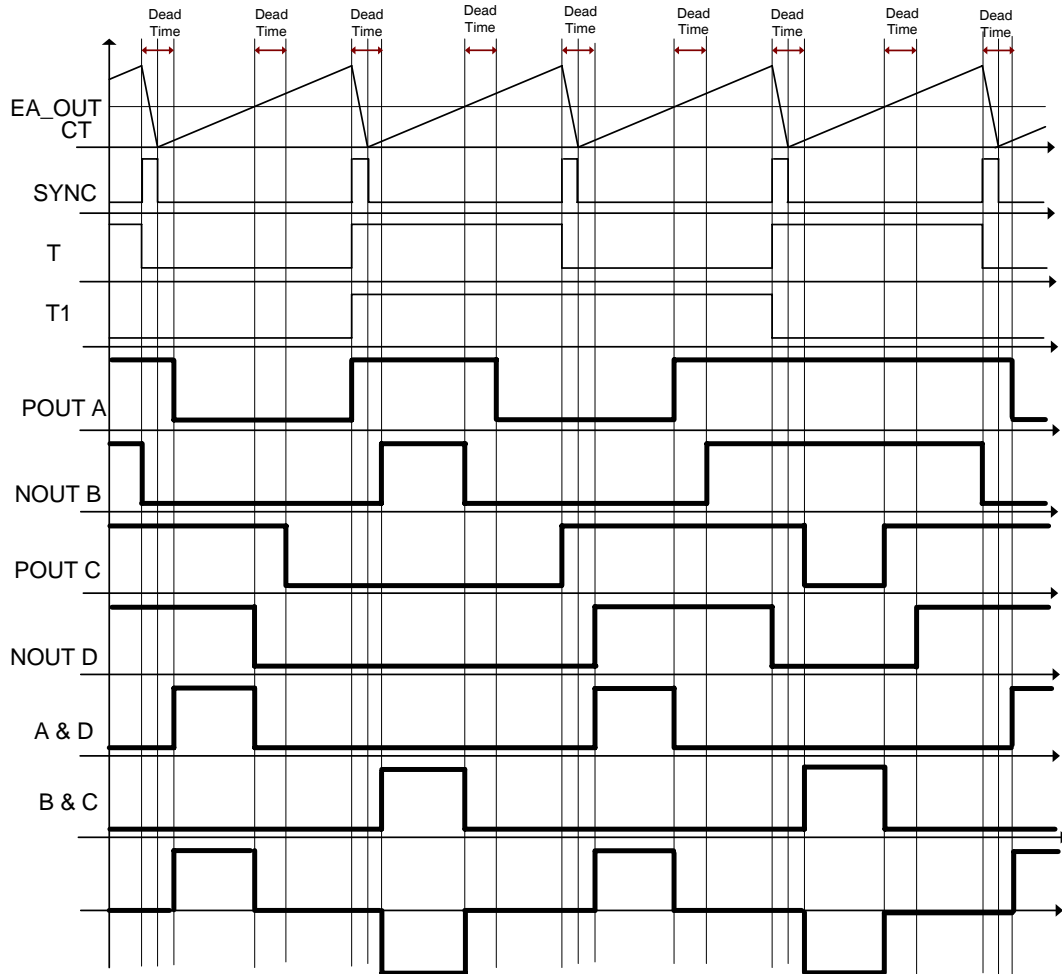 Dead
Time
Dead
Time
Dead
Time
Dead
Time
Dead
Time
Dead
Time
Dead
Time
Dead
Time
Dead
Time
EA_OUT
CT
SYNC
T
T1
POUT A
NOUT B
POUT C
NOUT D
A & D
B & C